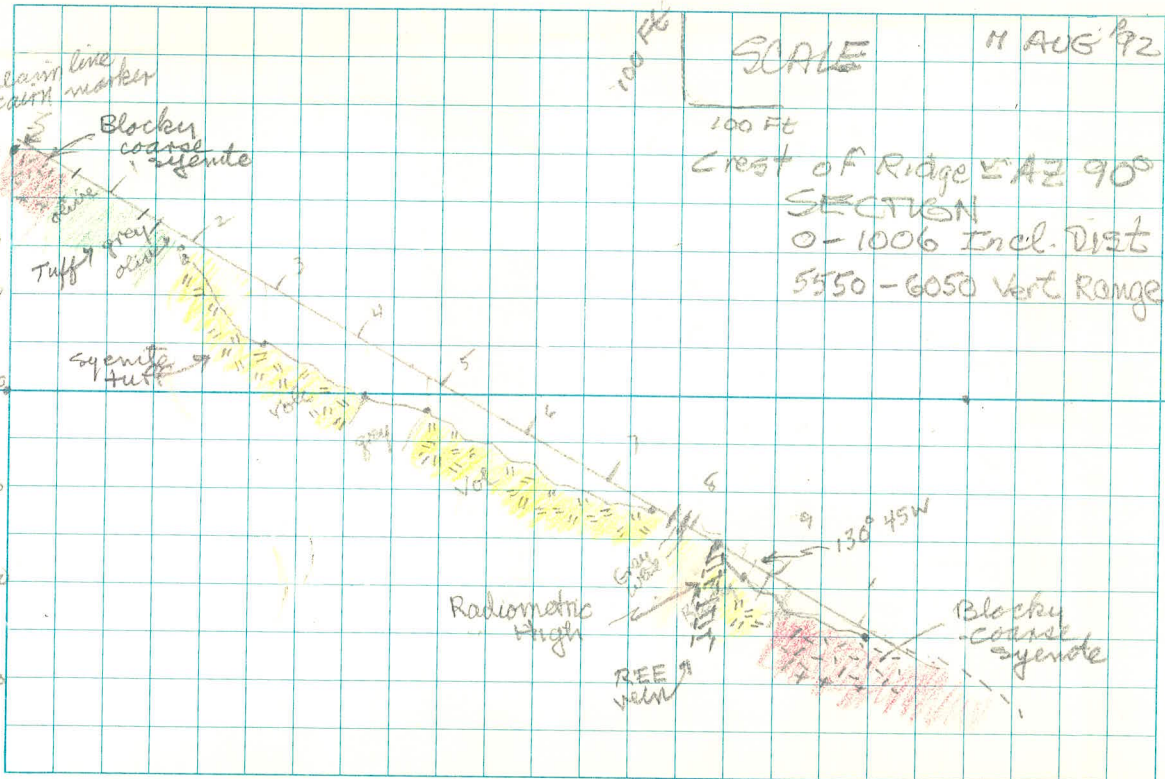 100 Ft
SCALE
11 AUG '92
100 Ft
claim line
cairn marker
Blocky
coarse
syenite
Crest of Ridge ≈ AZ 90°
SECTION
0-1006 Incl. Dist
5550-6050 Vert Range
olive
Tuff
grey
olive
1
2
3
4
5
6
7
8
9
syenite
tuff
Volc
grey
Vol
130° 45W
Radiometric
High
REE
vein
Blocky
coarse
syenite